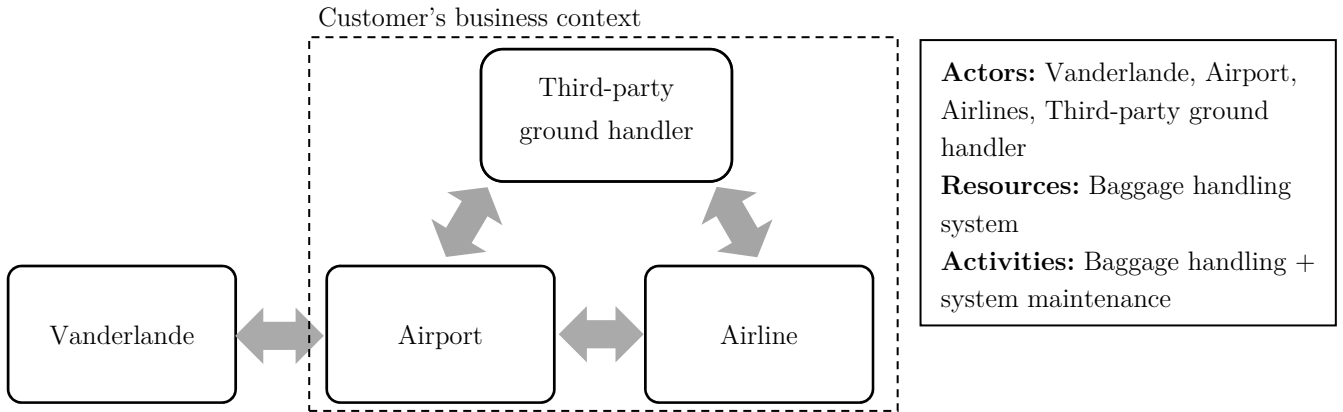 Customer's business context
Third-party
ground handler
Vanderlande
Airport
Airline
Actors: Vanderlande, Airport,
Airlines, Third-party ground
handler
Resources: Baggage handling
system
Activities: Baggage handling +
system maintenance